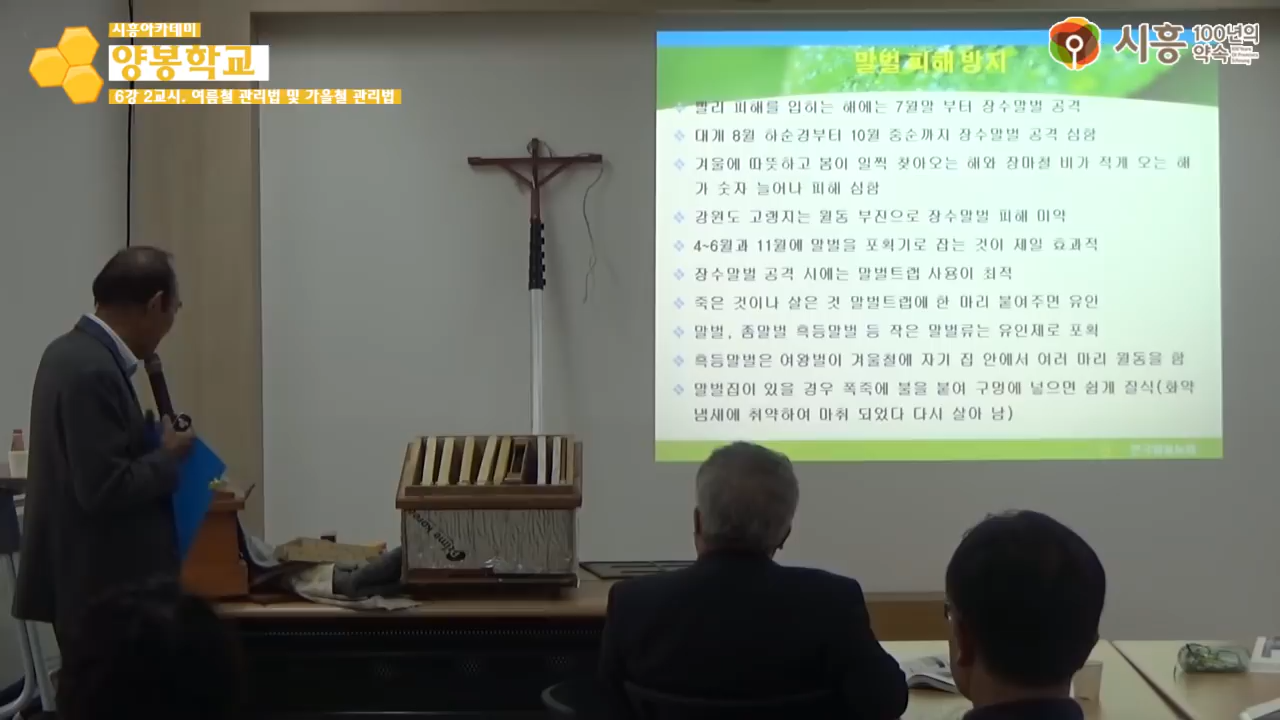 시흥아카데미
양봉학교
6강 2교시. 여름철 관리법 및 가을철 관리법
시흥 100년의 약속
말벌 피해 방지
빨리 피해를 입히는 해에는 7월말 부터 장수말벌 공격
대개 8월 하순경부터 10월 중순까지 장수말벌 공격 심함
겨울에 따뜻하고 봄이 일찍 찾아오는 해와 장마철 비가 적게 오는 해
가 숫자 늘어나 피해 심함
강원도 고랭지는 월동 부진으로 장수말벌 피해 미약
4~6월과 11월에 말벌을 포획기로 잡는 것이 제일 효과적
장수말벌 공격 시에는 말벌트랩 사용이 최적
죽은 것이나 살은 것 말벌트랩에 한 마리 붙여주면 유인
말벌, 좀말벌 흑등말벌 등 작은 말벌류는 유인제로 포획
흑등말벌은 여왕벌이 겨울철에 자기 집 안에서 여러 마리 월동을 함
말벌집이 있을 경우 폭죽에 불을 붙여 구멍에 넣으면 쉽게 질식(화약
냄새에 취약하여 마취 되었다 다시 살아 남)